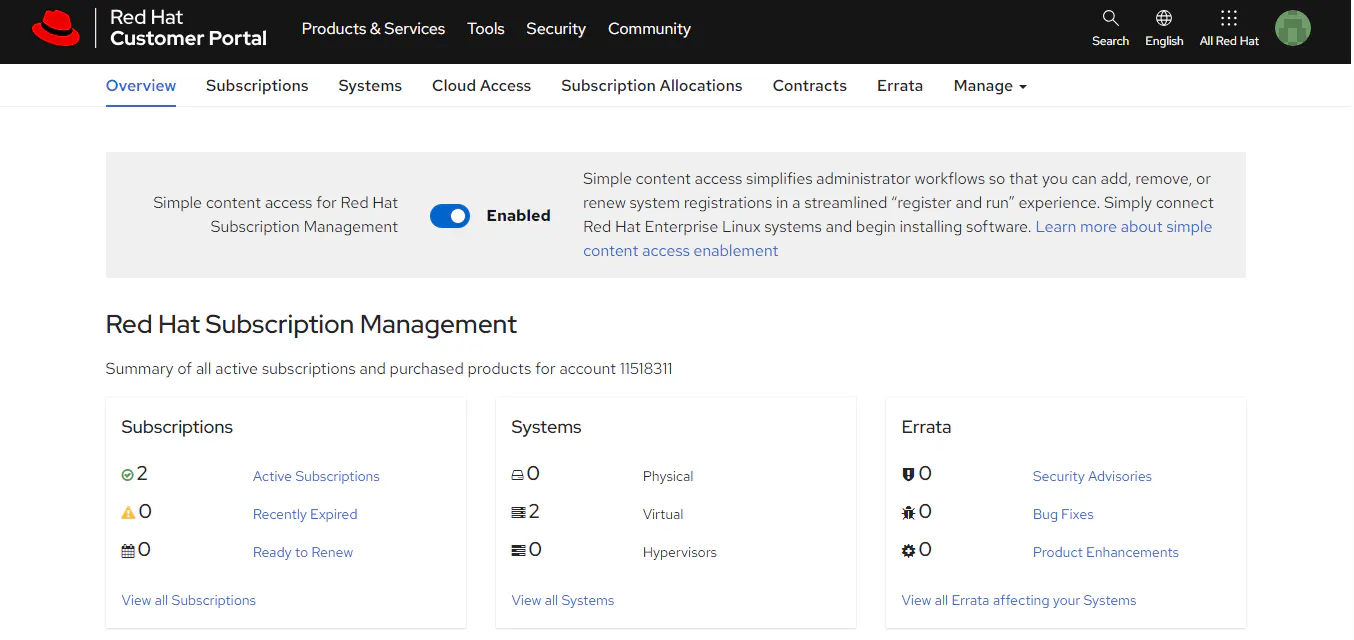 Red Hat
Customer Portal
Products & Services
Tools
Security
Community
Search
English
All Red Hat
Overview
Subscriptions
Systems
Cloud Access
Subscription Allocations
Contracts
Errata
Manage
Simple content access for Red Hat
Subscription Management
Enabled
Simple content access simplifies administrator workflows so that you can add, remove, or
renew system registrations in a streamlined “register and run” experience. Simply connect
Red Hat Enterprise Linux systems and begin installing software. Learn more about simple
content access enablement
Red Hat Subscription Management
Summary of all active subscriptions and purchased products for account 11518311
Subscriptions
2 Active Subscriptions
0 Recently Expired
0 Ready to Renew
View all Subscriptions
Systems
0 Physical
2 Virtual
0 Hypervisors
View all Systems
Errata
0 Security Advisories
0 Bug Fixes
0 Product Enhancements
View all Errata affecting your Systems